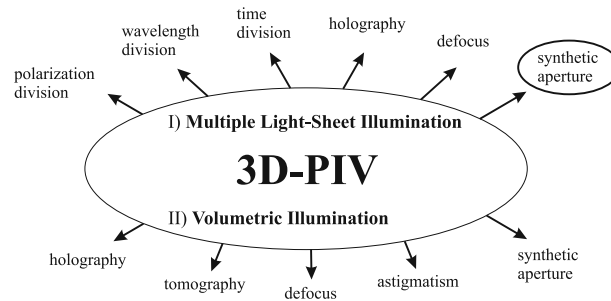 time
division
holography
wavelength
division
defocus
synthetic
aperture
polarization
division
I) Multiple Light-Sheet Illumination
3D-PIV
II) Volumetric Illumination
holography
tomography
defocus
astigmatism
synthetic
aperture